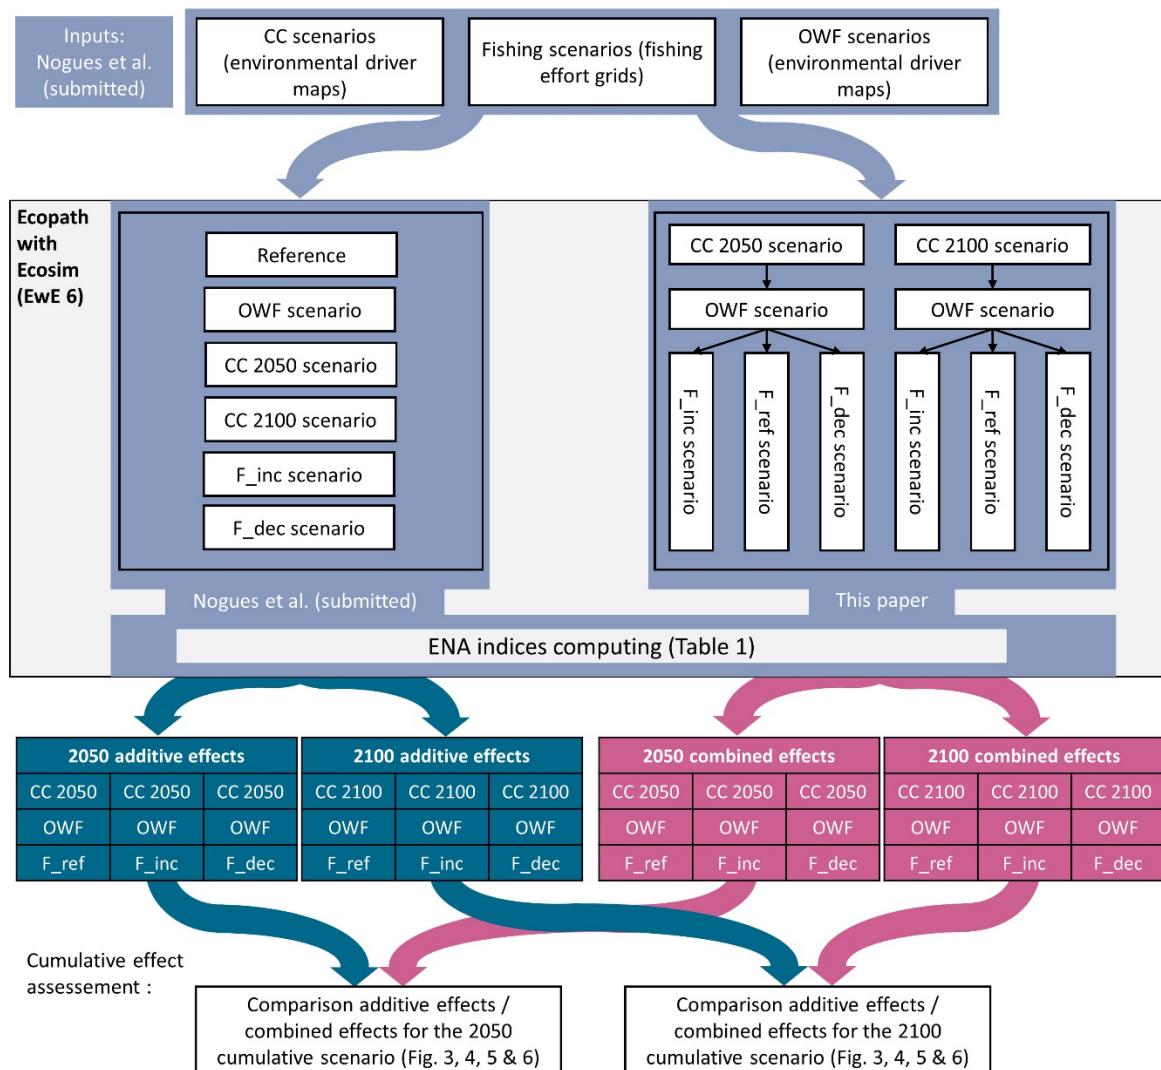 Inputs:
Nogues et al.
(submitted)
CC scenarios
(environmental driver
maps)
Fishing scenarios (fishing
effort grids)
OWF scenarios
(environmental driver
maps)
Ecopath
with
Ecosim
(EwE 6)
Reference
OWF scenario
CC 2050 scenario
CC 2100 scenario
F_inc scenario
F_dec scenario
Nogues et al. (submitted)
CC 2050 scenario
CC 2100 scenario
OWF scenario
OWF scenario
F_inc scenario
F_ref scenario
F_dec scenario
F_inc scenario
F_ref scenario
F_dec scenario
This paper
ENA indices computing (Table 1)
2050 additive effects
CC 2050 CC 2050 CC 2050
OWF OWF OWF
F_ref F_inc F_dec
2100 additive effects
CC 2100 CC 2100 CC 2100
OWF OWF OWF
F_ref F_inc F_dec
2050 combined effects
CC 2050 CC 2050 CC 2050
OWF OWF OWF
F_ref F_inc F_dec
2100 combined effects
CC 2100 CC 2100 CC 2100
OWF OWF OWF
F_ref F_inc F_dec
Cumulative effect
assessement :
Comparison additive effects /
combined effects for the 2050
cumulative scenario (Fig. 3, 4, 5 & 6)
Comparison additive effects /
combined effects for the 2100
cumulative scenario (Fig. 3, 4, 5 & 6)